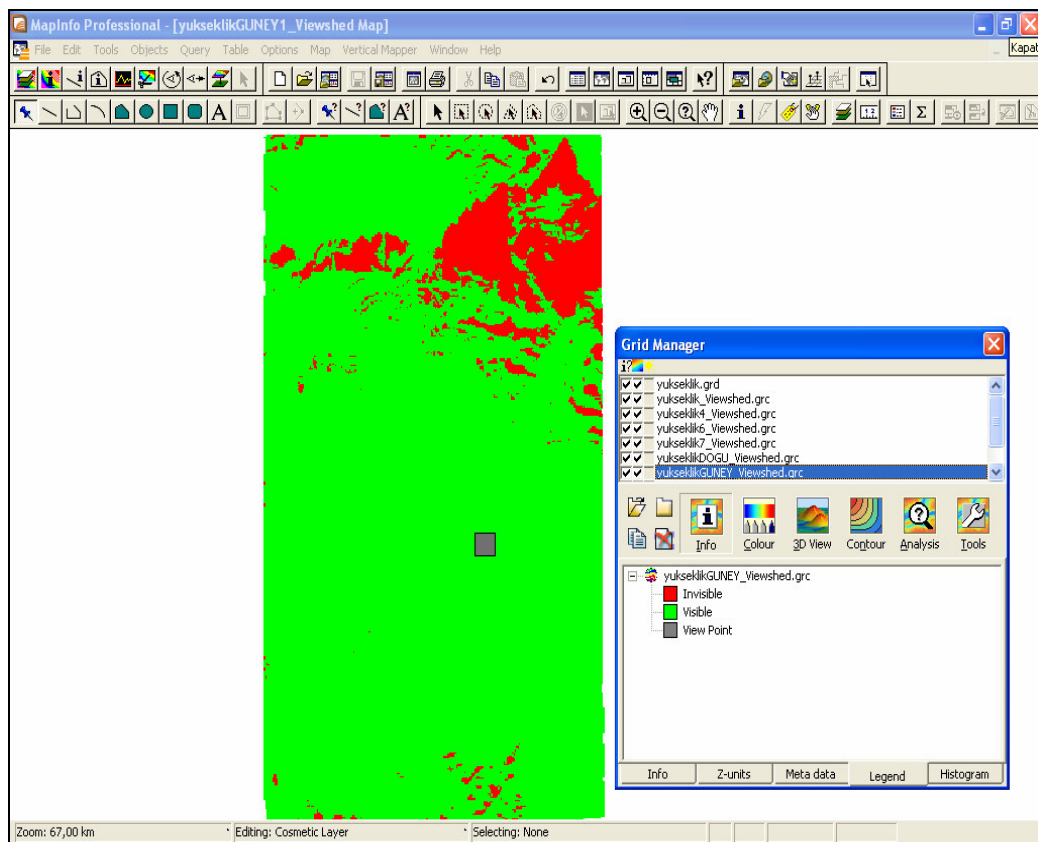 MapInfo Professional - [yukseklikGUNEY1_Viewshed Map]
File Edit Tools Objects Query Table Options Map Vertical Mapper Window Help
Kapat
Grid Manager
yukseklik.grd
yukseklik_Viewshed.grc
yukseklik4_Viewshed.grc
yukseklik6_Viewshed.grc
yukseklik7_Viewshed.grc
yukseklikDOGU_Viewshed.grc
yukseklikGUNEY_Viewshed.grc
Info Colour 3D View Contour Analysis Tools
yukseklikGUNEY_Viewshed.grc
Invisible
Visible
View Point
Info Z-units Meta data Legend Histogram
Zoom: 67,00 km Editing: Cosmetic Layer Selecting: None